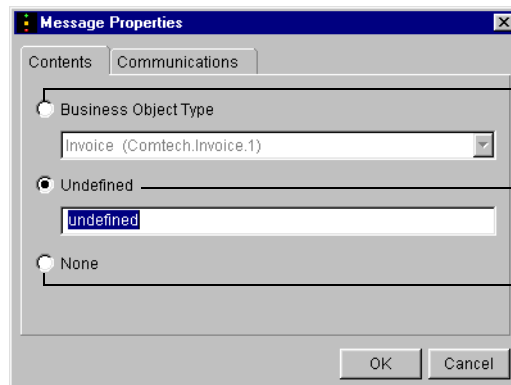 Message Properties
Contents Communications
Business Object Type
Invoice (Comtech.Invoice.1)
Undefined
undefined
None
OK Cancel